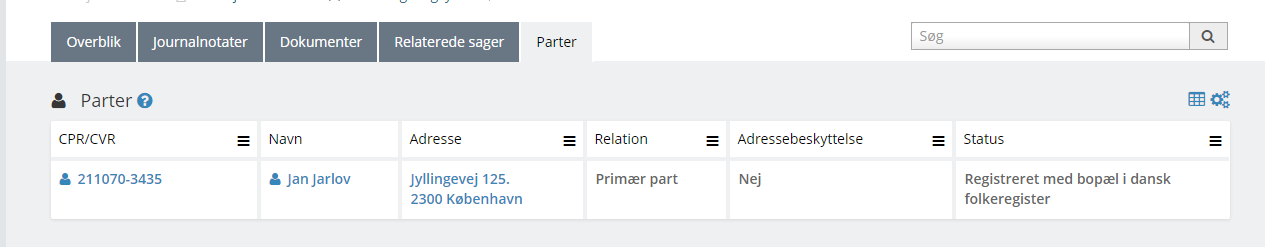 Overblik
Journalnotater
Dokumenter
Relaterede sager
Parter
Søg
Parter
CPR/CVR
Navn
Adresse
Relation
Adressebeskyttelse
Status
211070-3435
Jan Jarlov
Jyllingevej 125.
2300 København
Primær part
Nej
Registreret med bopæl i dansk
folkeregister